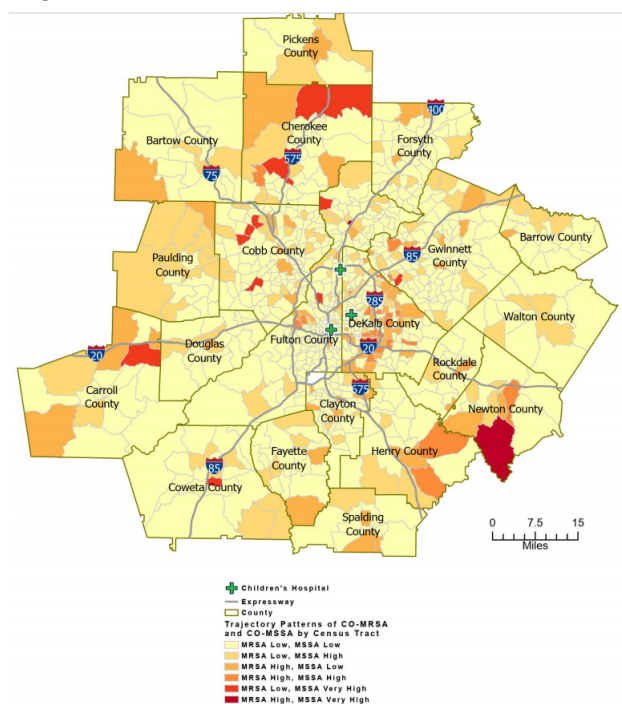 Pickens
County
400
Cherokee
County
Bartow County
Forsyth
County
575
75
Paulding
County
Cobb County
Gwinnett
County
85
Barrow County
285
DeKalb County
Walton County
Douglas
County
Fulton County
20
20
Rockdale
County
Carroll
County
675
Clayton
County
Newton County
Fayette
County
Henry County
85
Coweta County
Spalding
County
0 7.5 15
Miles
Children's Hospital
Expressway
County
Trajectory Patterns of CO-MRSA
and CO-MSSA by Census Tract
MRSA Low, MSSA Low
MRSA Low, MSSA High
MRSA High, MSSA Low
MRSA High, MSSA High
MRSA Low, MSSA Very High
MRSA High, MSSA Very High